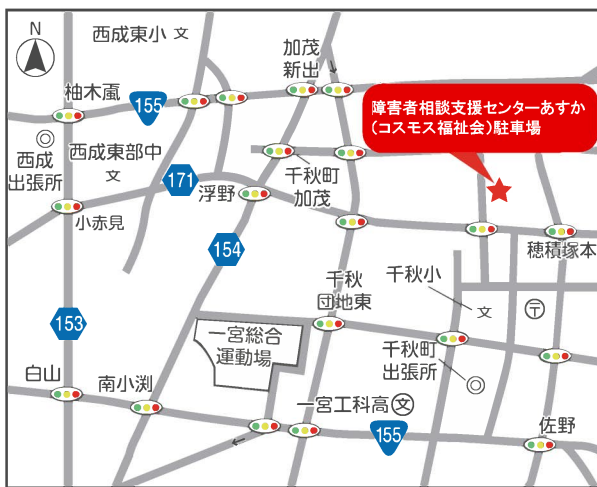 N
西成東小 文
加茂
新出
柚木颪
155
障害者相談支援センターあすか
(コスモス福祉会)駐車場
西成
出張所
西成東部中
文
171
浮野
千秋町
加茂
小赤見
154
穂積塚本
千秋
団地東
千秋小
文
〒
153
一宮総合
運動場
千秋町
出張所
白山
南小渕
一宮工科高 文
155
佐野